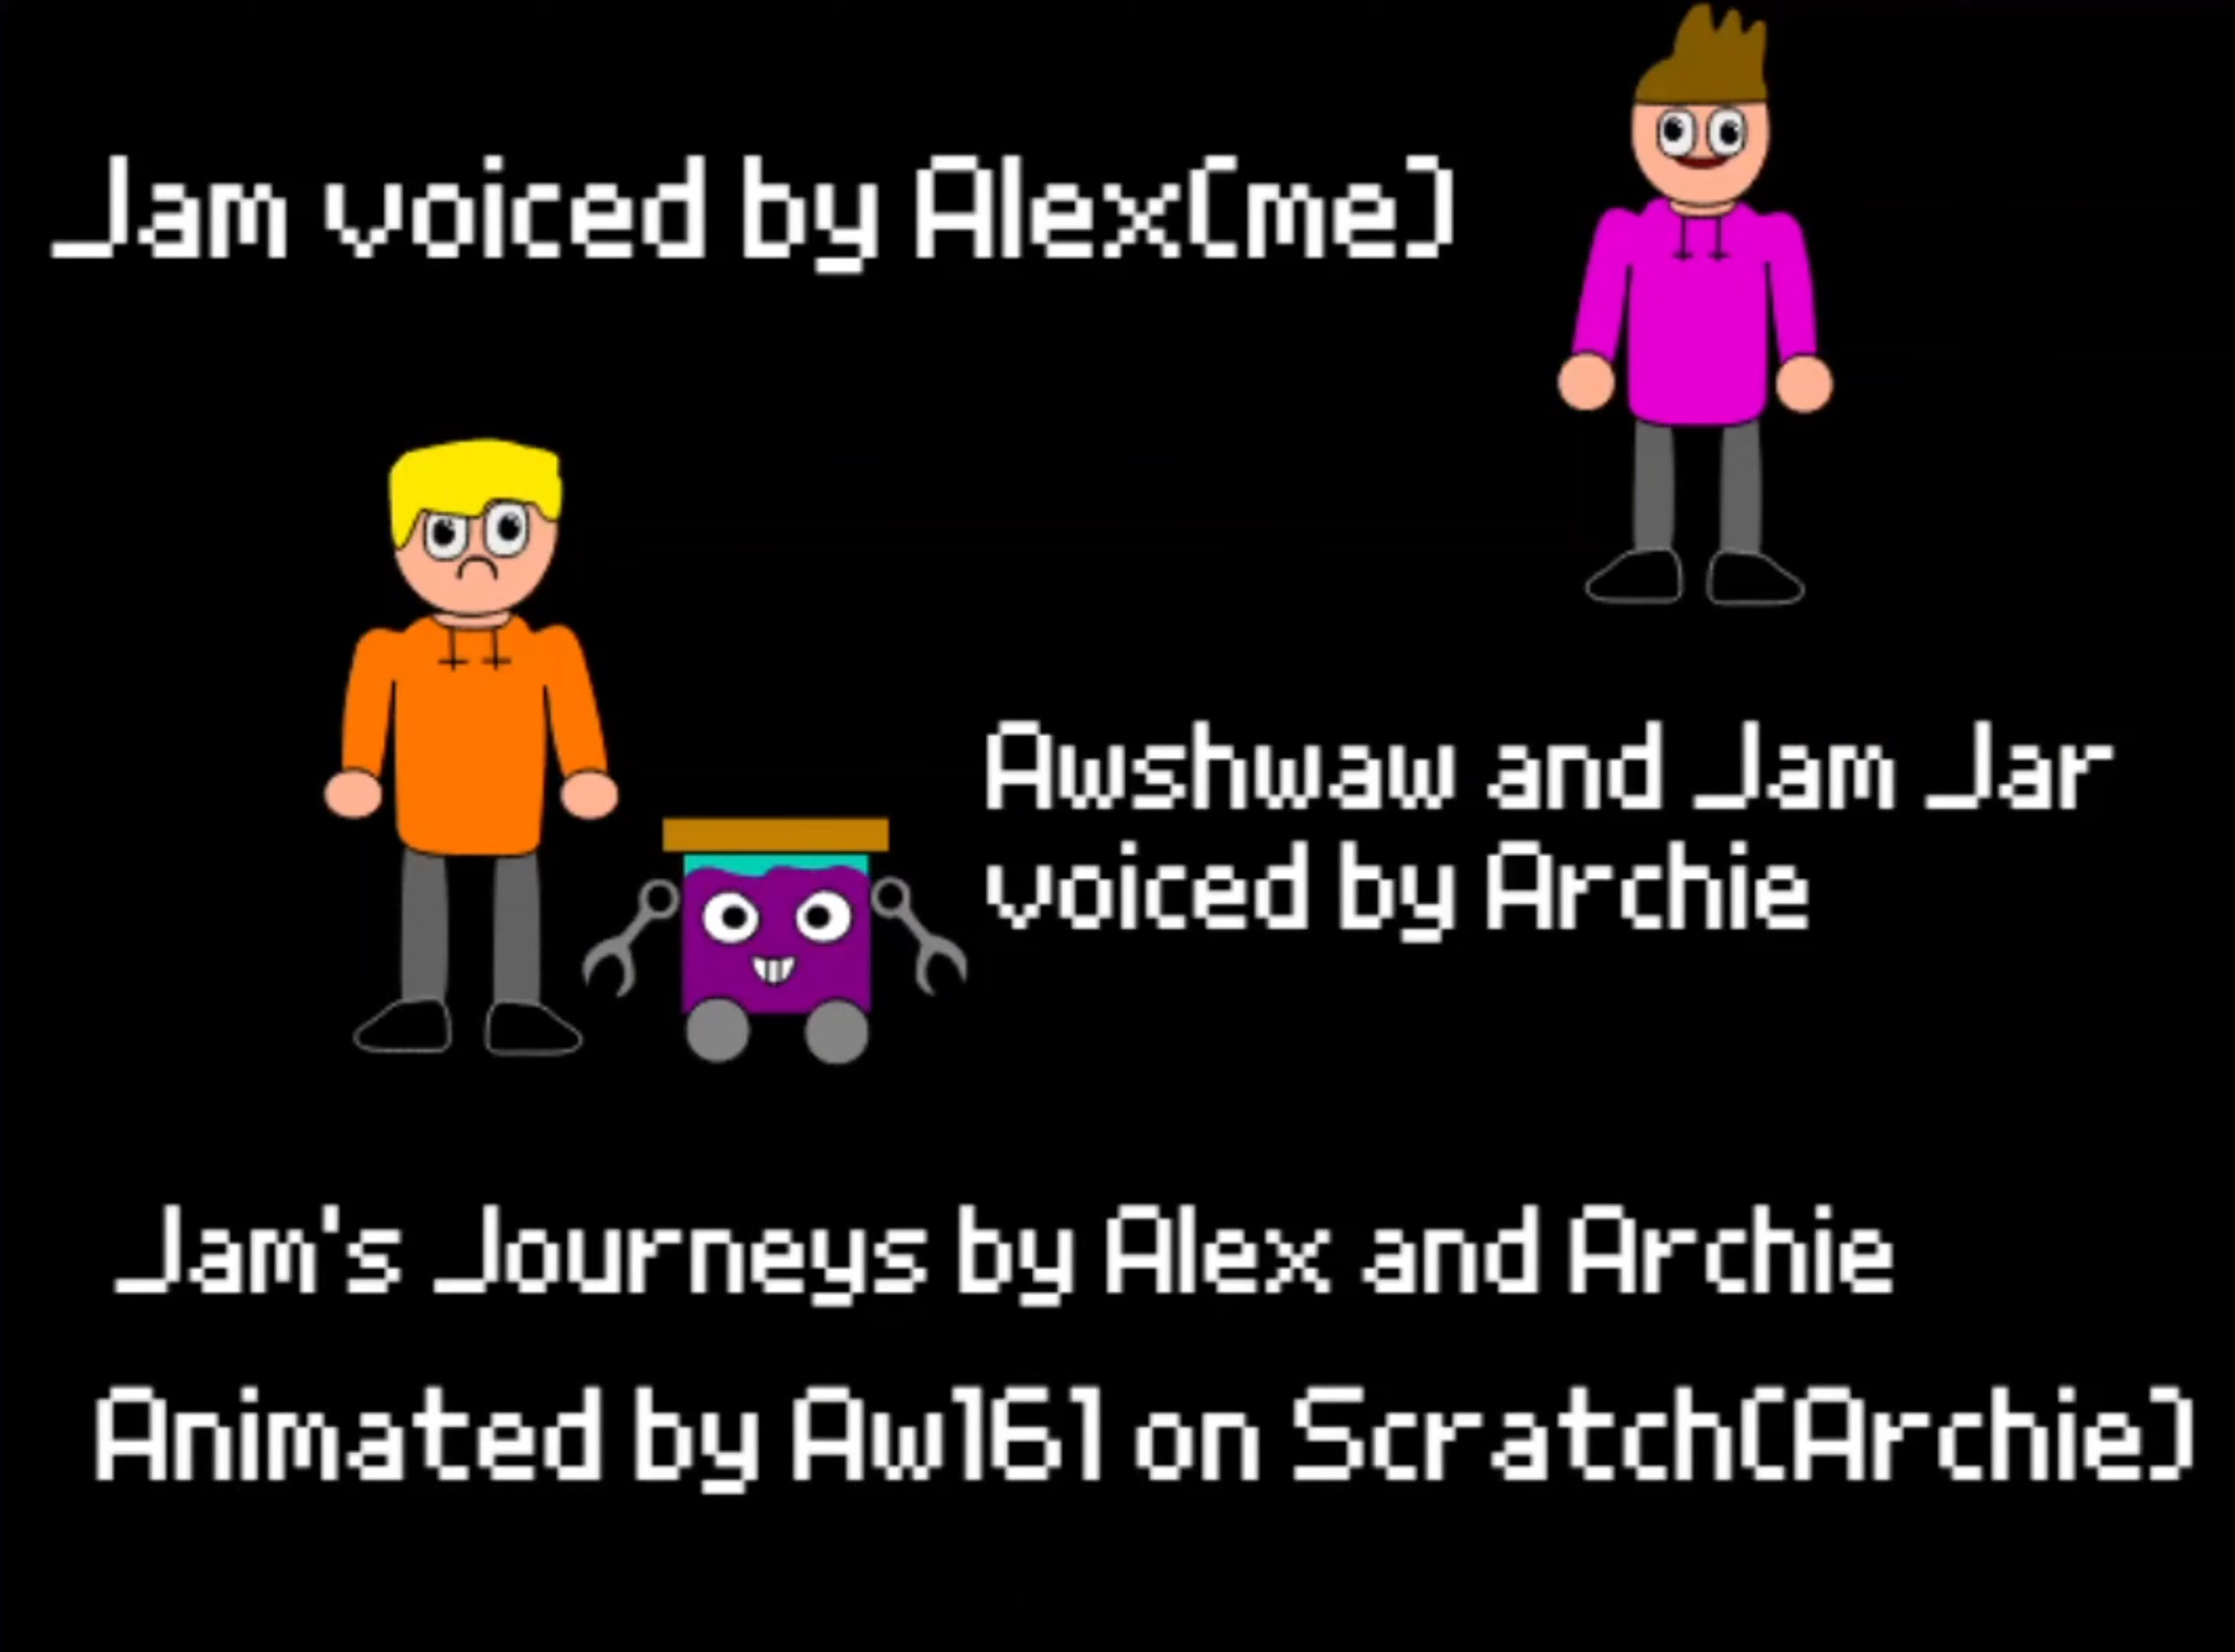 Jam voiced by Alex(me)
Awshwaw and Jam Jar
voiced by Archie
Jam's Journeys by Alex and Archie
Animated by Aw161 on Scratch(Archie)